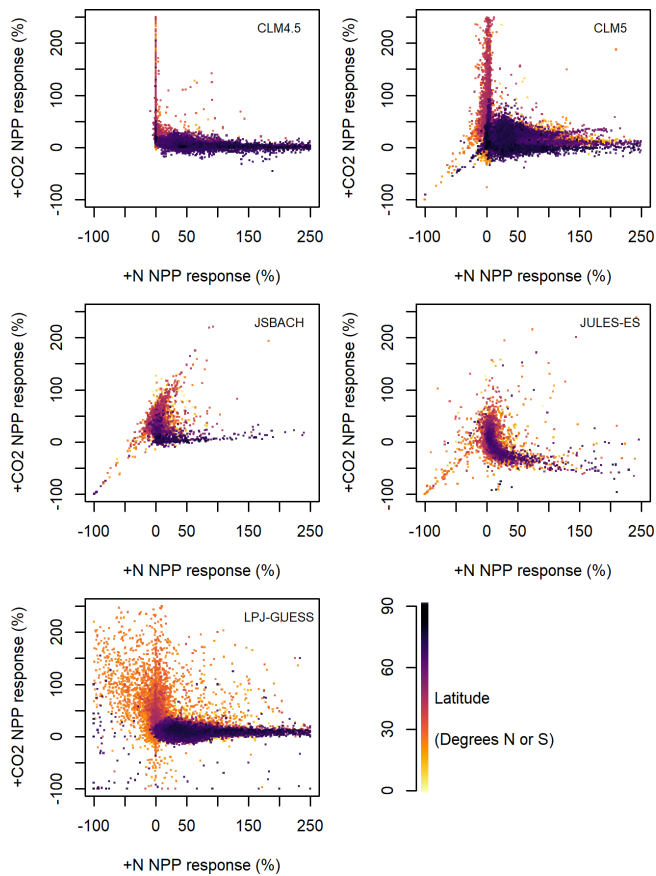 CLM4.5
+CO2 NPP response (%)
200
100
0
-100
-100 0 50 150 250
+N NPP response (%)
CLM5
+CO2 NPP response (%)
200
100
0
-100
-100 0 50 150 250
+N NPP response (%)
JSBACH
+CO2 NPP response (%)
200
100
0
-100
-100 0 50 150 250
+N NPP response (%)
JULES-ES
+CO2 NPP response (%)
200
100
0
-100
-100 0 50 150 250
+N NPP response (%)
LPJ-GUESS
+CO2 NPP response (%)
200
100
0
-100
-100 0 50 150 250
+N NPP response (%)
90
60
30
0
Latitude
(Degrees N or S)